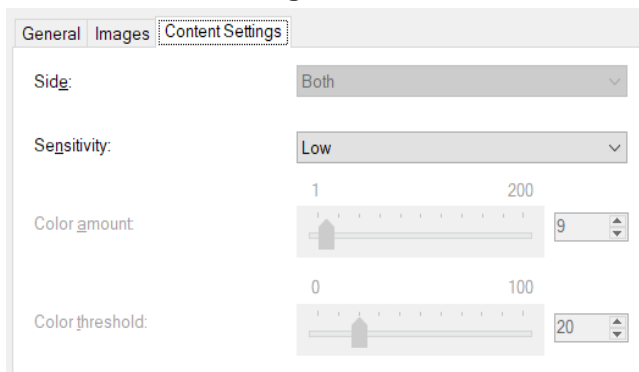 General Images Content Settings
Side: Both
Sensitivity: Low
1 200
Color amount: 9
0 100
Color threshold: 20